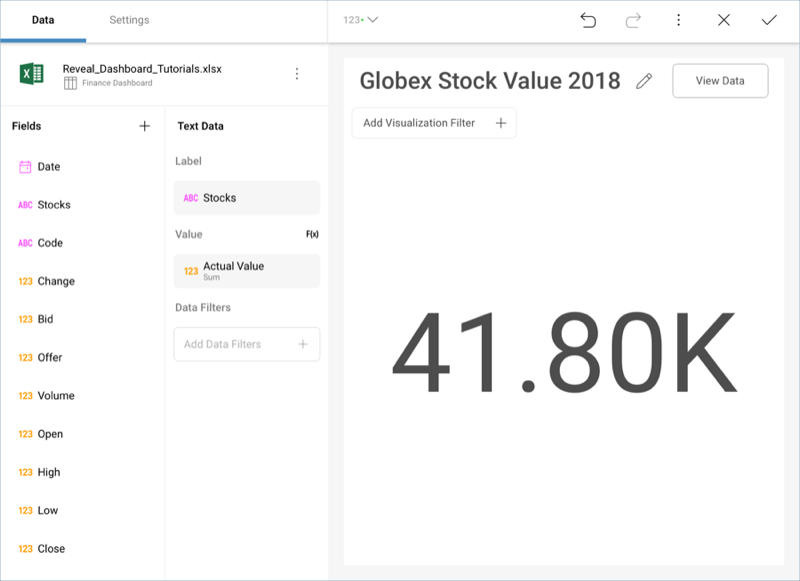 Data
Settings
123
Reveal_Dashboard_Tutorials.xlsx
Finance Dashboard
Fields
ABC Stocks
ABC Code
Date
123 Change
123 Bid
123 Offer
123 Volume
123 Open
123 High
123 Low
123 Close
Text Data
Label
ABC Stocks
Value
F(x)
123 Actual Value
Sum
Data Filters
Add Data Filters
Globex Stock Value 2018
View Data
Add Visualization Filter
41.80K